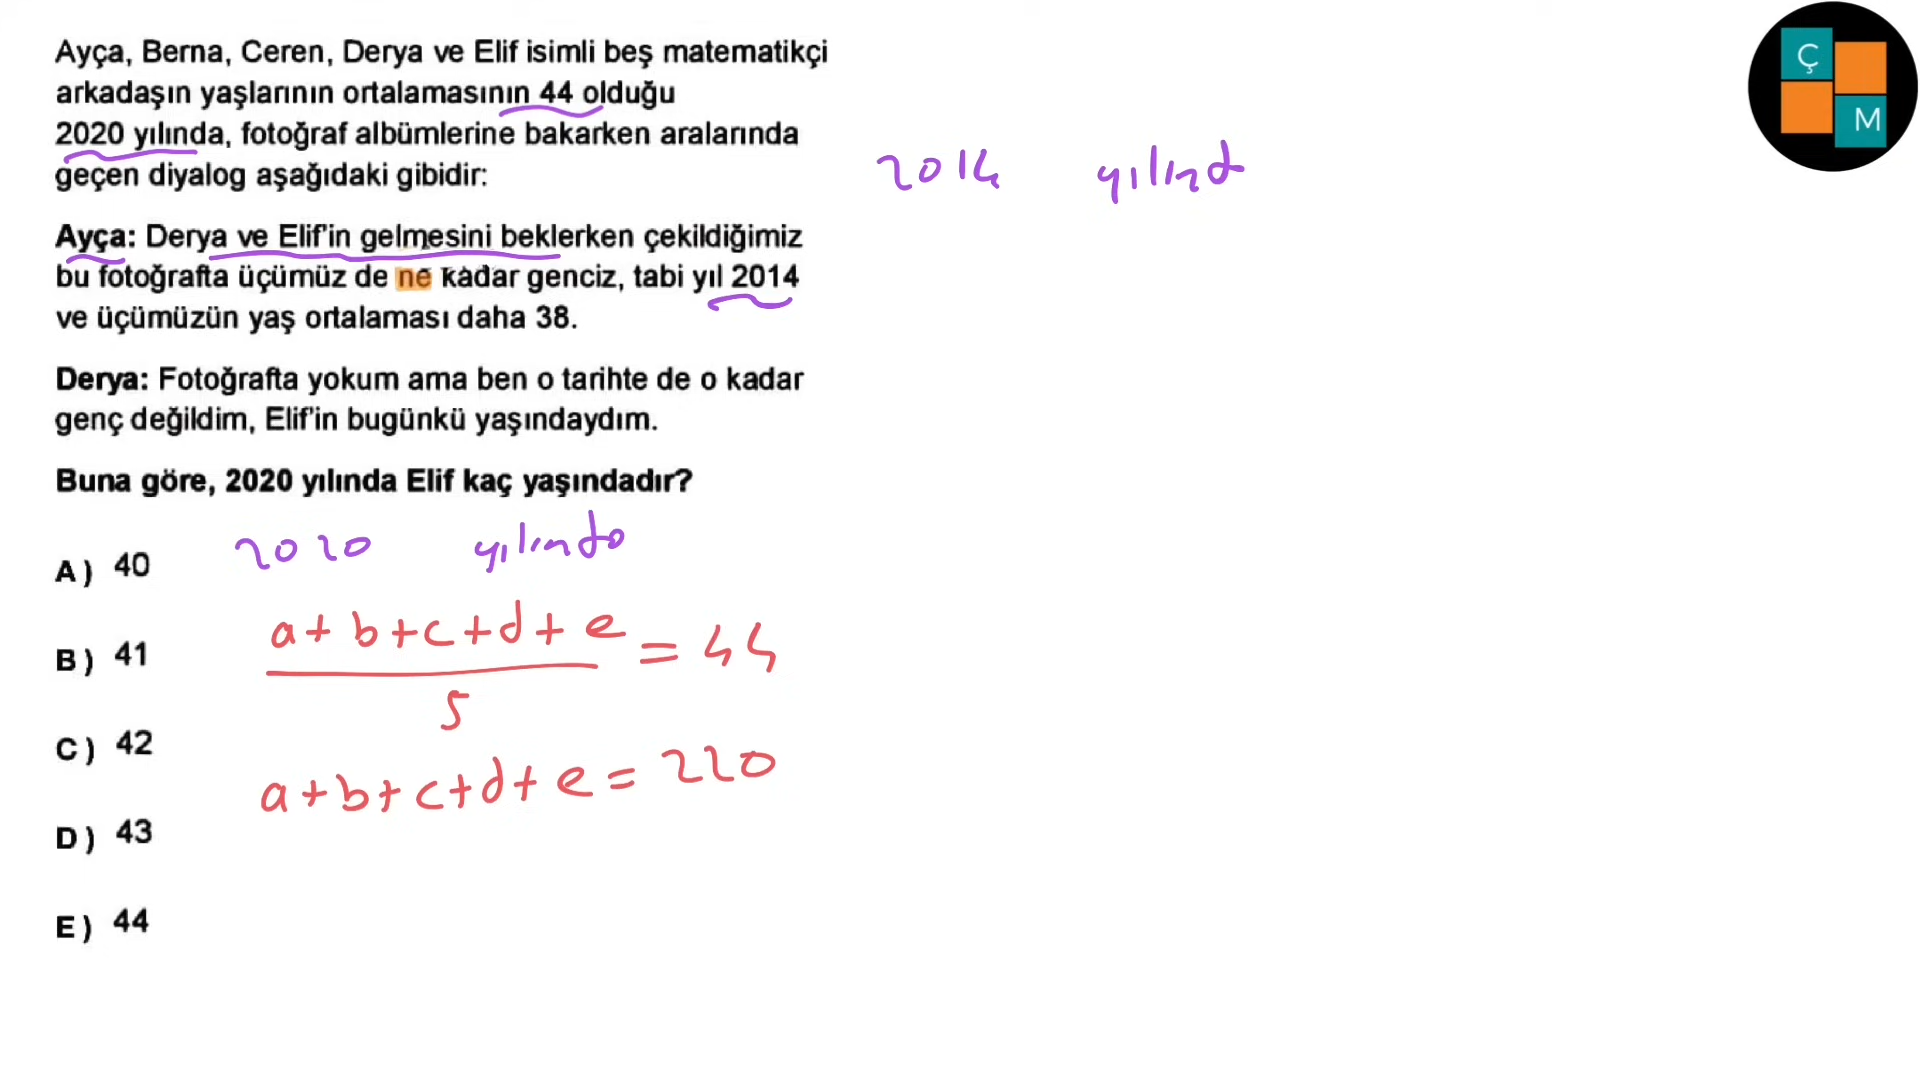 Ayça, Berna, Ceren, Derya ve Elif isimli beş matematikçi
arkadaşın yaşlarının ortalamasının 44 olduğu
2020 yılında, fotoğraf albümlerine bakarken aralarında
geçen diyalog aşağıdaki gibidir:
Ayça: Derya ve Elif'in gelmesini beklerken çekildiğimiz
bu fotoğrafta üçümüz de ne kadar genciz, tabi yıl 2014
ve üçümüzün yaş ortalaması daha 38.
Derya: Fotoğrafta yokum ama ben o tarihte de o kadar
genç değildim, Elif'in bugünkü yaşındaydım.
Buna göre, 2020 yılında Elif kaç yaşındadır?
A) 40
B) 41
C) 42
D) 43
E) 44
2020 yılında
a+b+c+d+e
5
= 44
a+b+c+d+e = 220
2014 yılınd
Ç
M